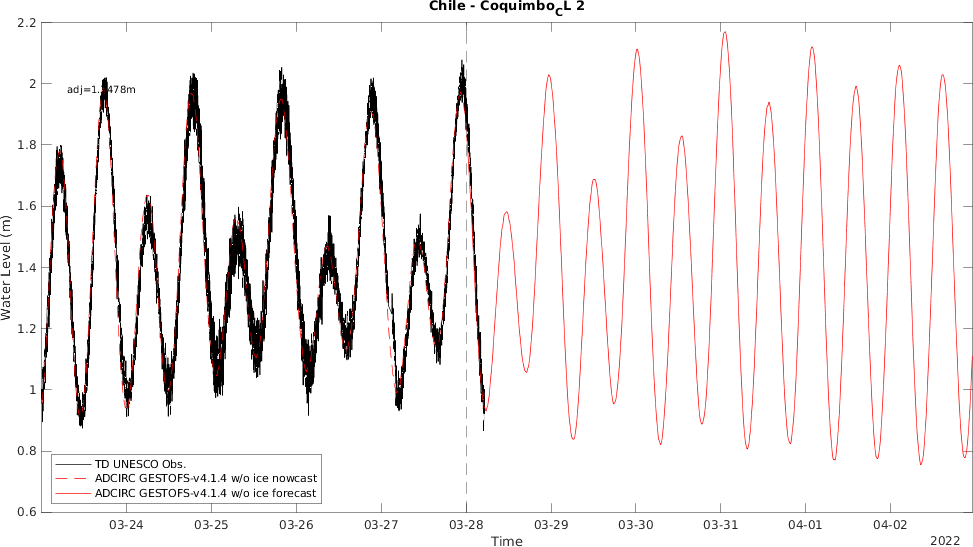 Chile - Coquimbo_CL 2
2.2
2
1.8
1.6
1.4
1.2
1
0.8
0.6
Water Level (m)
TD UNESCO Obs.
ADCIRC GESTOFS-v4.1.4 w/o ice nowcast
ADCIRC GESTOFS-v4.1.4 w/o ice forecast
03-24 03-25 03-26 03-27 03-28 03-29 03-30 03-31 04-01 04-02
Time
2022